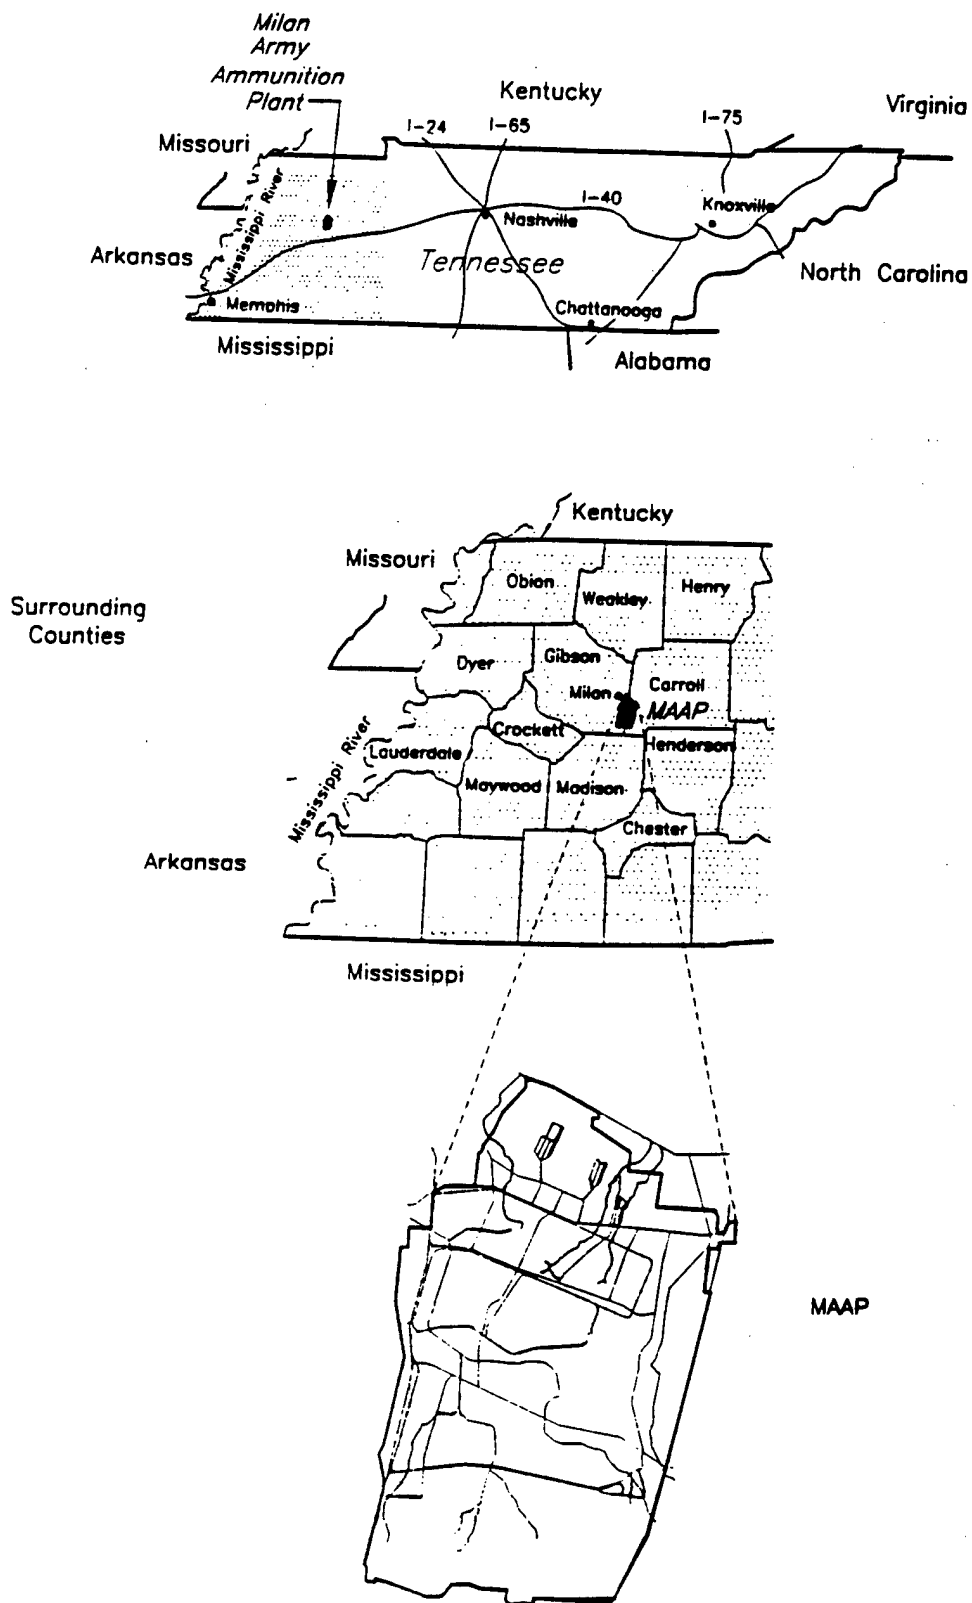 Milan
Army
Ammunition
Plant
Kentucky
Virginia
I-24
I-65
I-75
Missouri
Mississippi River
I-40
Knoxville
Nashville
Arkansas
Tennessee
North Carolina
Memphis
Chattanooga
Mississippi
Alabama
Kentucky
Missouri
Surrounding
Counties
Obion
Weakley
Henry
Dyer
Gibson
Milan
Carroll
MAAP
Mississippi River
Crockett
Lauderdale
Henderson
Maywood
Madison
Chester
Arkansas
Mississippi
MAAP